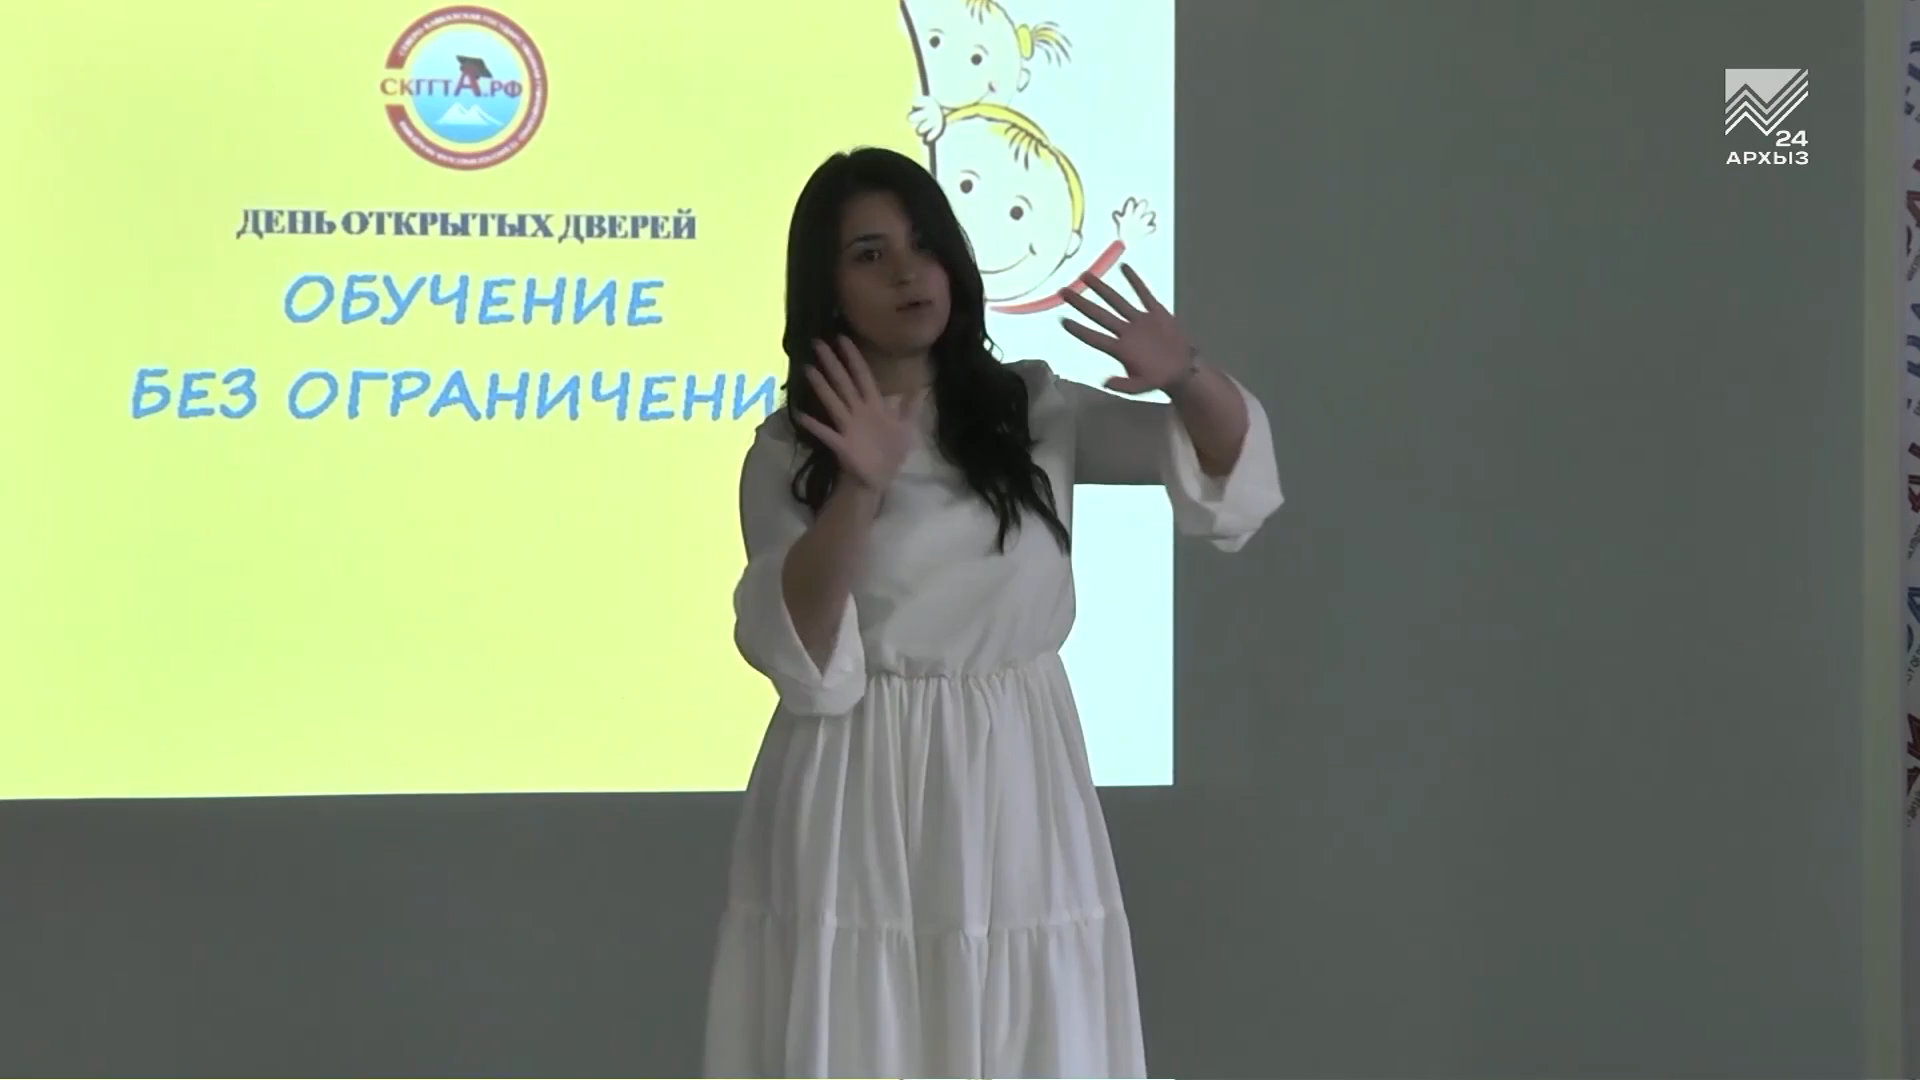 СКГГТА.РФ
ДЕНЬ ОТКРЫТЫХ ДВЕРЕЙ
ОБУЧЕНИЕ
БЕЗ ОГРАНИЧЕНИ
24
АРХЫЗ